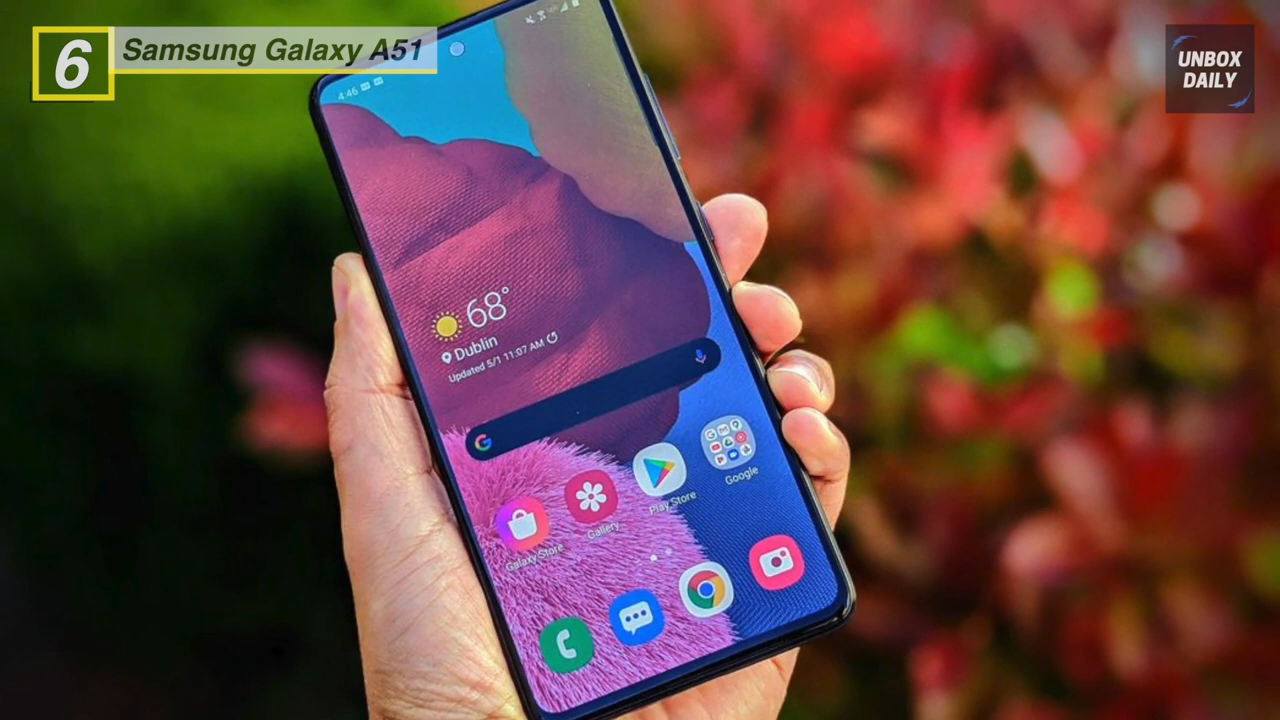 6
Samsung Galaxy A51
UNBOX
DAILY
4:46
68°
Dublin
Updated 5/1 11:07 AM
Galaxy Store
Gallery
Play Store
Google